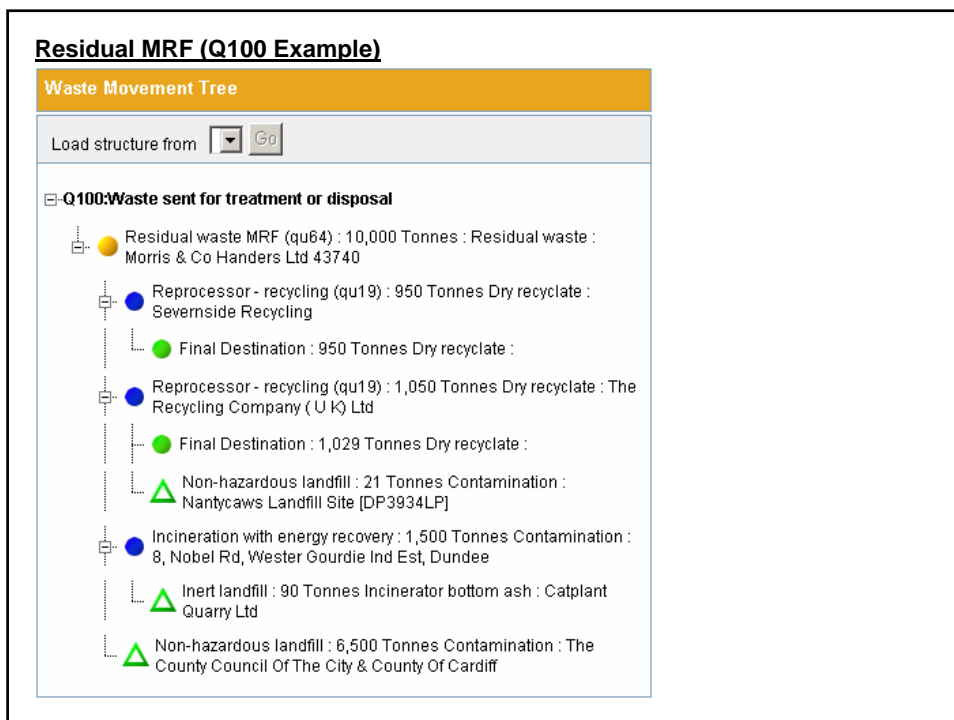 Residual MRF (Q100 Example)
Waste Movement Tree
Load structure from Go
Q100:Waste sent for treatment or disposal
Residual waste MRF (qu64) : 10,000 Tonnes : Residual waste :
Morris & Co Handers Ltd 43740
Reprocessor - recycling (qu19) : 950 Tonnes Dry recyclate :
Severnside Recycling
Final Destination : 950 Tonnes Dry recyclate :
Reprocessor - recycling (qu19) : 1,050 Tonnes Dry recyclate : The
Recycling Company ( U K) Ltd
Final Destination : 1,029 Tonnes Dry recyclate :
Non-hazardous landfill : 21 Tonnes Contamination :
Nantycaws Landfill Site [DP3934LP]
Incineration with energy recovery : 1,500 Tonnes Contamination :
8, Nobel Rd, Wester Gourdie Ind Est, Dundee
Inert landfill : 90 Tonnes Incinerator bottom ash : Catplant
Quarry Ltd
Non-hazardous landfill : 6,500 Tonnes Contamination : The
County Council Of The City & County Of Cardiff